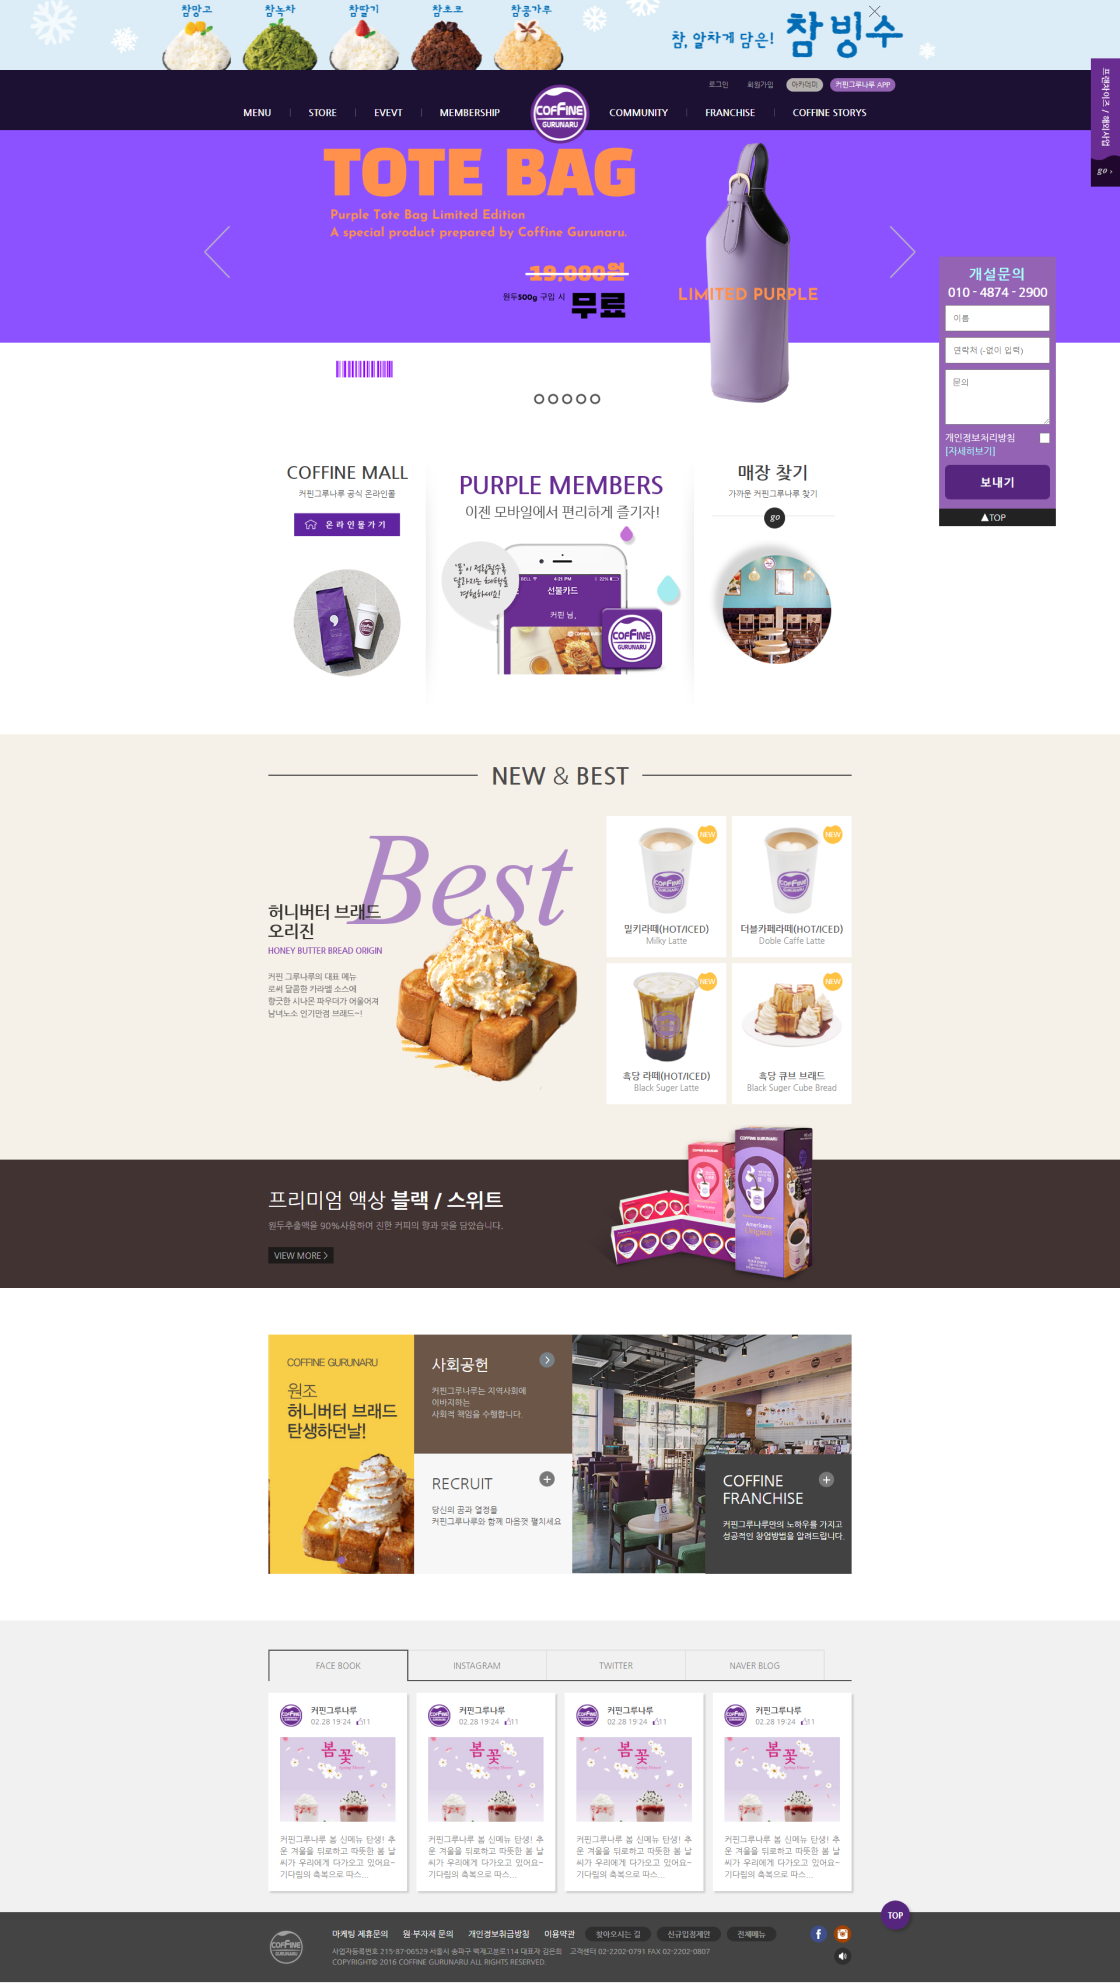 참망고 참녹차 참딸기 참초코 참콩가루
참, 알차게 담은! 참빙수
로그인 회원가입 아카데미 커핀그루나루 APP
MENU STORE EVEVT MEMBERSHIP COFFINE GURUNARU COMMUNITY FRANCHISE COFFINE STORYS
프랜차이즈 / 해외사업
go ›
TOTE BAG
Purple Tote Bag Limited Edition
A special product prepared by Coffine Gurunaru.
19,000원
원두500g 구입 시 무료
LIMITED PURPLE
개설문의
010 - 4874 - 2900
이름
연락처 (-없이 입력)
문의
개인정보처리방침
[자세히보기]
보내기
▲TOP
COFFINE MALL
커핀그루나루 공식 온라인몰
온라인몰가기
PURPLE MEMBERS
이젠 모바일에서 편리하게 즐기자!
'퐁'이 적립될수록
달라지는 혜택을
경험하세요!
BELL 4:21 PM 22%
선물카드
커핀 님,
COFFINE GURUNARU
COFFINE
GURUNARU
매장 찾기
가까운 커핀그루나루 찾기
go
NEW & BEST
Best
허니버터 브래드
오리진
HONEY BUTTER BREAD ORIGIN
커핀 그루나루의 대표 메뉴
로써 달콤한 카라멜 소스에
향긋한 시나몬 파우더가 어울어져
남녀노소 인기만점 브래드~!
NEW
밀키라떼(HOT/ICED)
Milky Latte
NEW
더블카페라떼(HOT/ICED)
Doble Caffe Latte
NEW
흑당 라떼(HOT/ICED)
Black Suger Latte
NEW
흑당 큐브 브래드
Black Suger Cube Bread
프리미엄 액상 블랙 / 스위트
원두추출액을 90%사용하여 진한 커피의 향과 맛을 담았습니다.
VIEW MORE >
COFFINE GURUNARU
Americano
Original
COFFINE GURUNARU
원조
허니버터 브래드
탄생하던날!
사회공헌
커핀그루나루는 지역사회에
이바지하는
사회적 책임을 수행합니다.
RECRUIT
당신의 꿈과 열정을
커핀그루나루와 함께 마음껏 펼치세요
COFFINE
FRANCHISE
커핀그루나루만의 노하우를 가지고
성공적인 창업방법을 알려드립니다.
FACE BOOK INSTAGRAM TWITTER NAVER BLOG
커핀그루나루
02.28 19:24 11
봄꽃
Spring Flower
커핀그루나루 봄 신메뉴 탄생! 추
운 겨울을 뒤로하고 따뜻한 봄 날
씨가 우리에게 다가오고 있어요~
기다림의 축복으로 따스...
커핀그루나루
02.28 19:24 11
봄꽃
Spring Flower
커핀그루나루 봄 신메뉴 탄생! 추
운 겨울을 뒤로하고 따뜻한 봄 날
씨가 우리에게 다가오고 있어요~
기다림의 축복으로 따스...
커핀그루나루
02.28 19:24 11
봄꽃
Spring Flower
커핀그루나루 봄 신메뉴 탄생! 추
운 겨울을 뒤로하고 따뜻한 봄 날
씨가 우리에게 다가오고 있어요~
기다림의 축복으로 따스...
커핀그루나루
02.28 19:24 11
봄꽃
Spring Flower
커핀그루나루 봄 신메뉴 탄생! 추
운 겨울을 뒤로하고 따뜻한 봄 날
씨가 우리에게 다가오고 있어요~
기다림의 축복으로 따스...
TOP
COFFINE GURUNARU
마케팅 제휴문의 원·부자재 문의 개인정보취급방침 이용약관 찾아오시는 길 신규입점제안 전체메뉴
사업자등록번호 215-87-06529 서울시 송파구 백제고분로114 대표자 김은희 고객센터 02-2202-0791 FAX 02-2202-0807
COPYRIGHT© 2016 COFFINE GURUNARU ALL RIGHTS RESERVED.